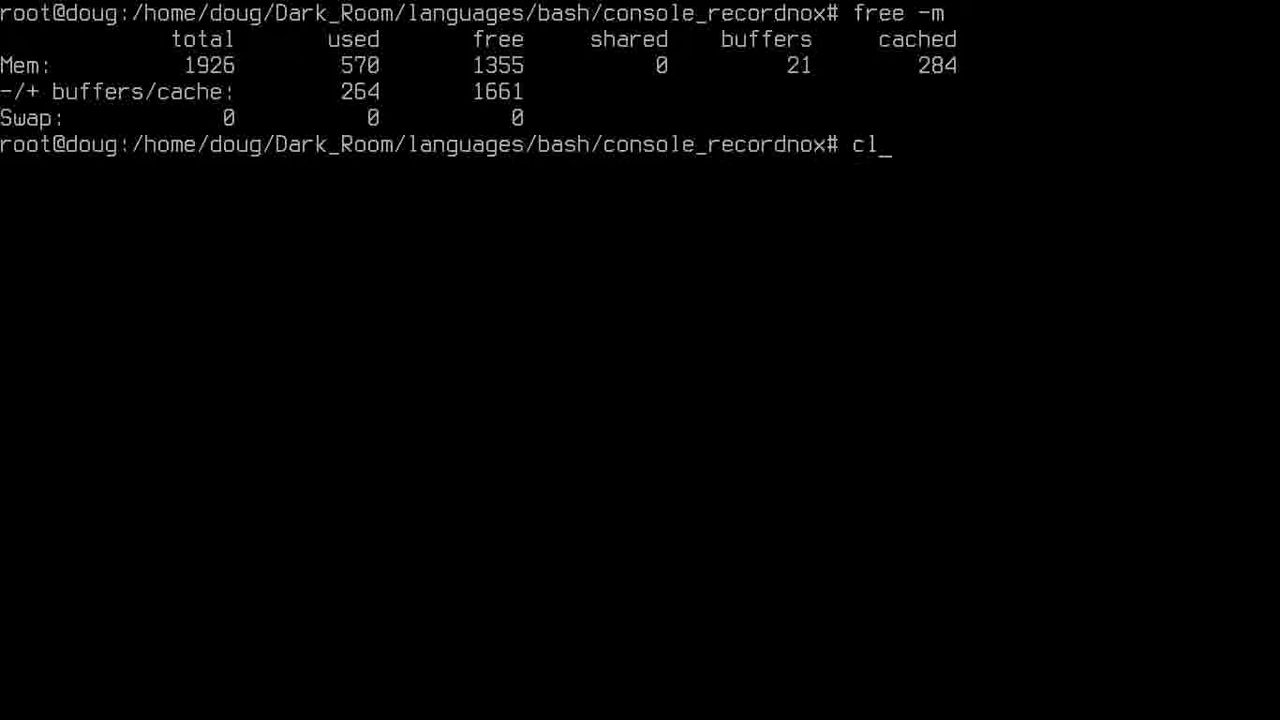 root@doug:/home/doug/Dark_Room/languages/bash/console_recordnox# free -m
             total       used       free     shared    buffers     cached
Mem:          1926        570       1355          0         21        284
-/+ buffers/cache:        264       1661
Swap:            0          0          0
root@doug:/home/doug/Dark_Room/languages/bash/console_recordnox# cl_